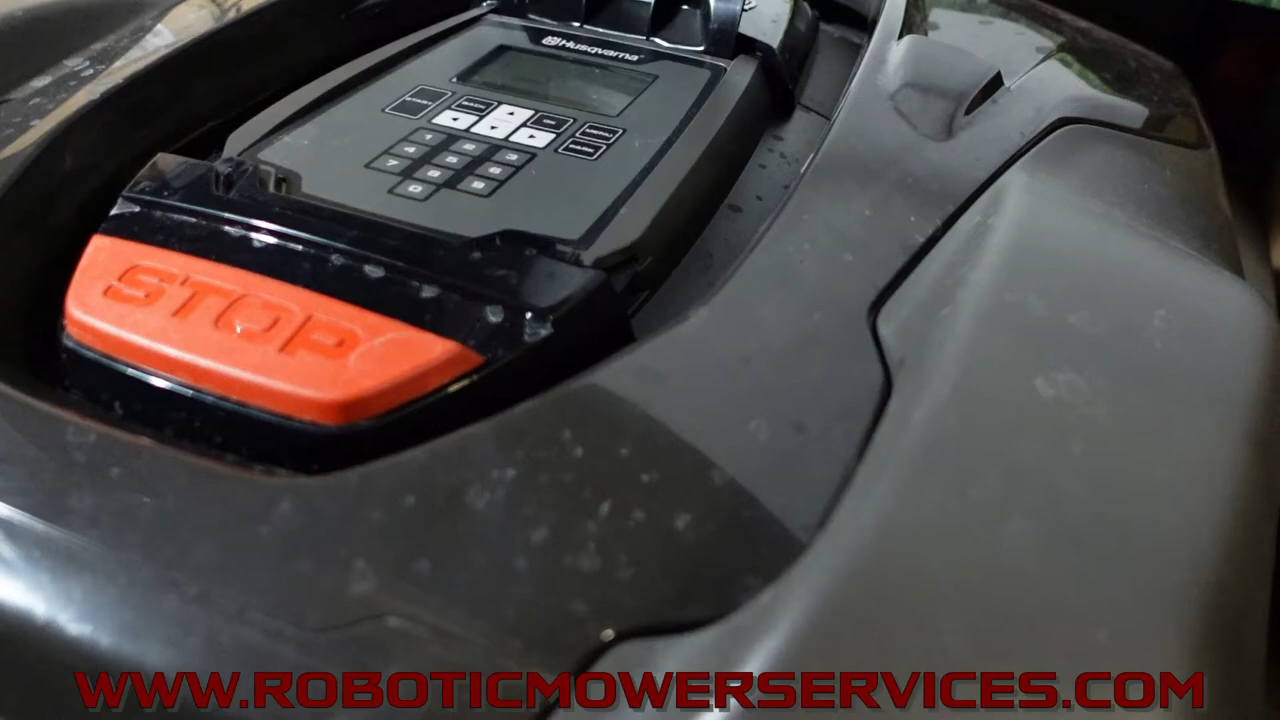 Husqvarna
START
BACK
OK
MENU
PARK
1 2 3
4 5 6
7 8 9
0
STOP
WWW.ROBOTICMOWERSERVICES.COM